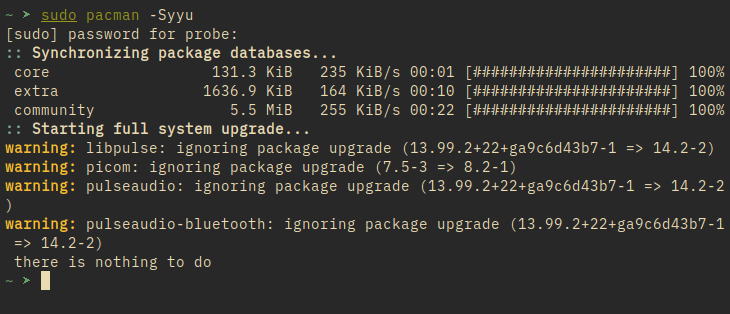 ~ ➤ sudo pacman -Syyu
[sudo] password for probe:
:: Synchronizing package databases...
 core                  131.3 KiB   235 KiB/s 00:01 [######################] 100%
 extra                1636.9 KiB   164 KiB/s 00:10 [######################] 100%
 community               5.5 MiB   255 KiB/s 00:22 [######################] 100%
:: Starting full system upgrade...
warning: libpulse: ignoring package upgrade (13.99.2+22+ga9c6d43b7-1 => 14.2-2)
warning: picom: ignoring package upgrade (7.5-3 => 8.2-1)
warning: pulseaudio: ignoring package upgrade (13.99.2+22+ga9c6d43b7-1 => 14.2-2
)
warning: pulseaudio-bluetooth: ignoring package upgrade (13.99.2+22+ga9c6d43b7-1
 => 14.2-2)
 there is nothing to do
~ ➤